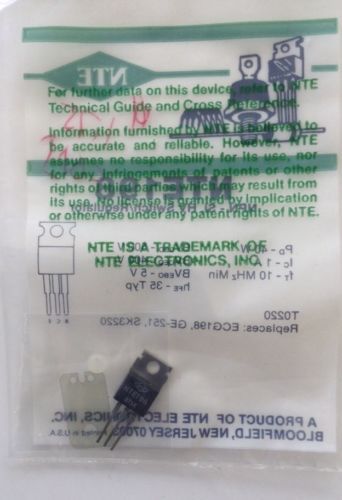 NTE
For further data on this device, refer to NTE
Technical Guide and Cross Reference.
Information furnished by NTE is believed to
be accurate and reliable. However, NTE
assumes no responsibility for its use, nor
for any infringements of patents or other
rights of third parties which may result from
its use. No license is granted by implication
or otherwise under any patent rights of NTE.
NTE IS A TRADEMARK OF
NTE ELECTRONICS, INC.
IC - 1
BVEBO - 5 V
fT - 10 MHz Min
hFE - 35 Typ
TO220
Replaces: ECG198, GE-251, SK3220
A PRODUCT OF NTE ELECTRONICS, INC.
BLOOMFIELD, NEW JERSEY
Printed in U.S.A.